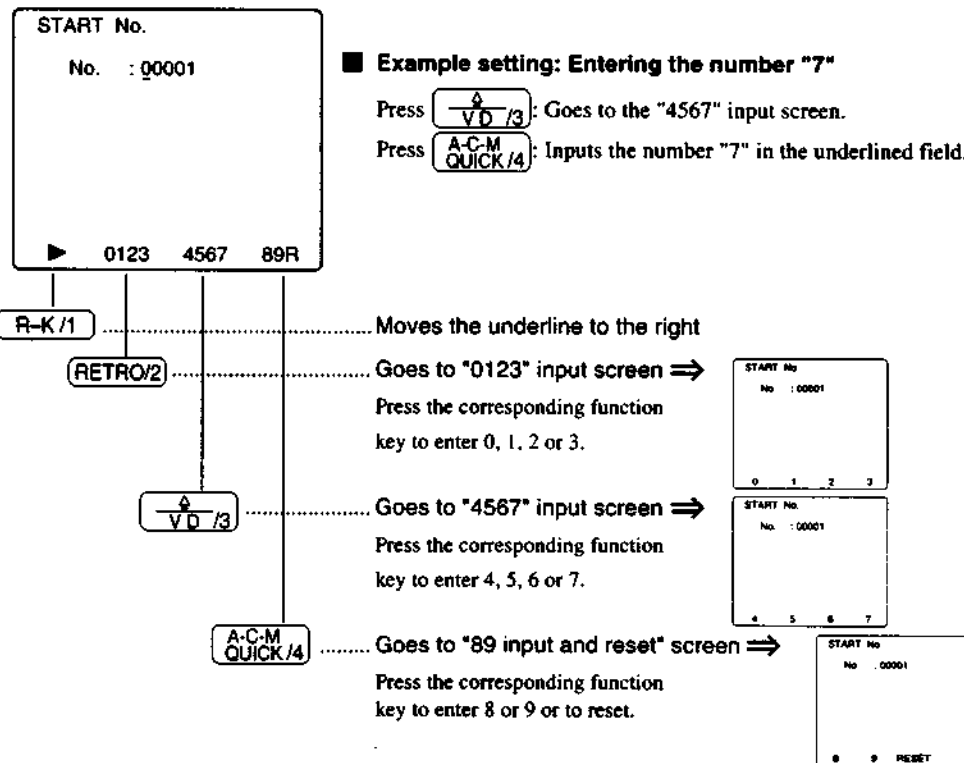 START No.
No. : 00001
▶ 0123 4567 89R
■ Example setting: Entering the number "7"
Press V D /3: Goes to the "4567" input screen.
Press A-C-M QUICK/4: Inputs the number "7" in the underlined field.
R-K/1 Moves the underline to the right
RETRO/2 Goes to "0123" input screen ⇒
Press the corresponding function
key to enter 0, 1, 2 or 3.
START No
No : 00001
0 1 2 3
V D /3 Goes to "4567" input screen ⇒
Press the corresponding function
key to enter 4, 5, 6 or 7.
START No.
No. : 00001
4 5 6 7
A-C-M QUICK/4 Goes to "89 input and reset" screen ⇒
Press the corresponding function
key to enter 8 or 9 or to reset.
START No
No . 00001
8 9 RESET